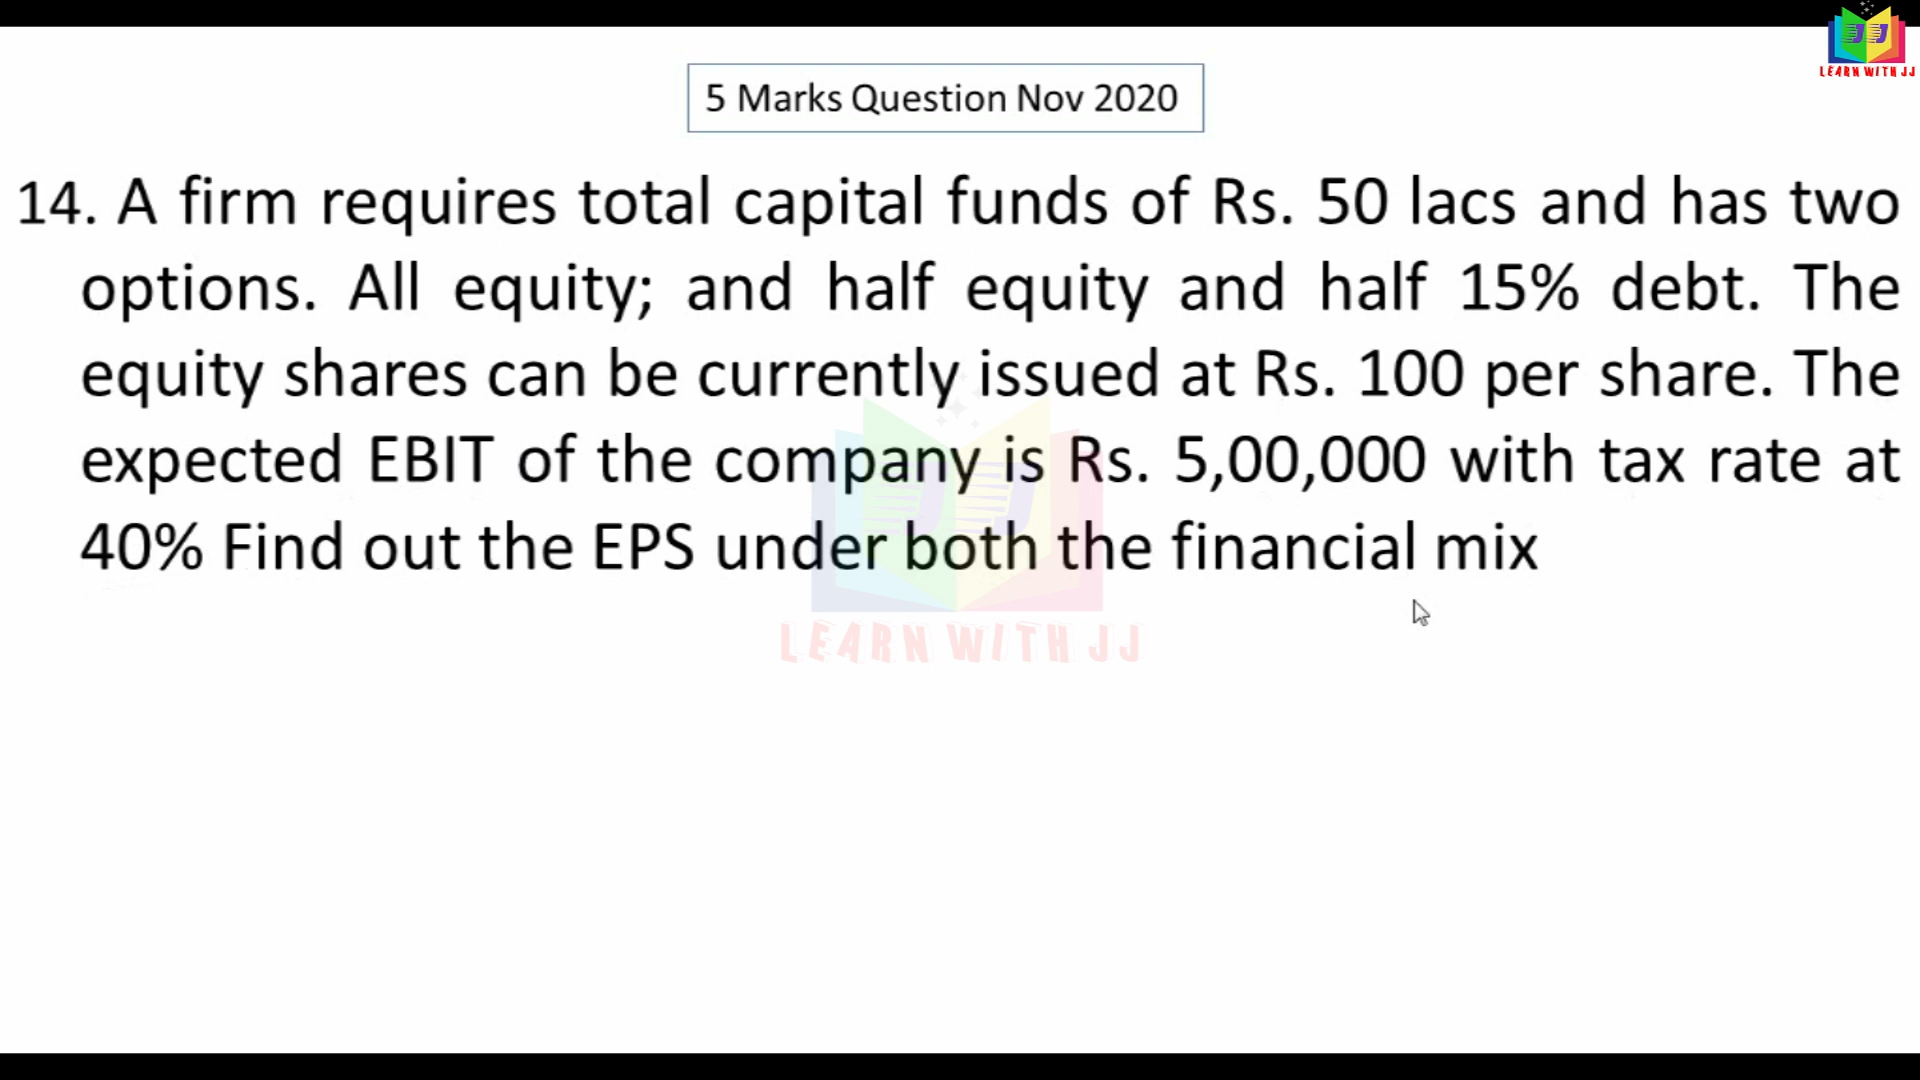 LEARN WITH JJ
5 Marks Question Nov 2020
14. A firm requires total capital funds of Rs. 50 lacs and has two
options. All equity; and half equity and half 15% debt. The
equity shares can be currently issued at Rs. 100 per share. The
expected EBIT of the company is Rs. 5,00,000 with tax rate at
40% Find out the EPS under both the financial mix
LEARN WITH JJ